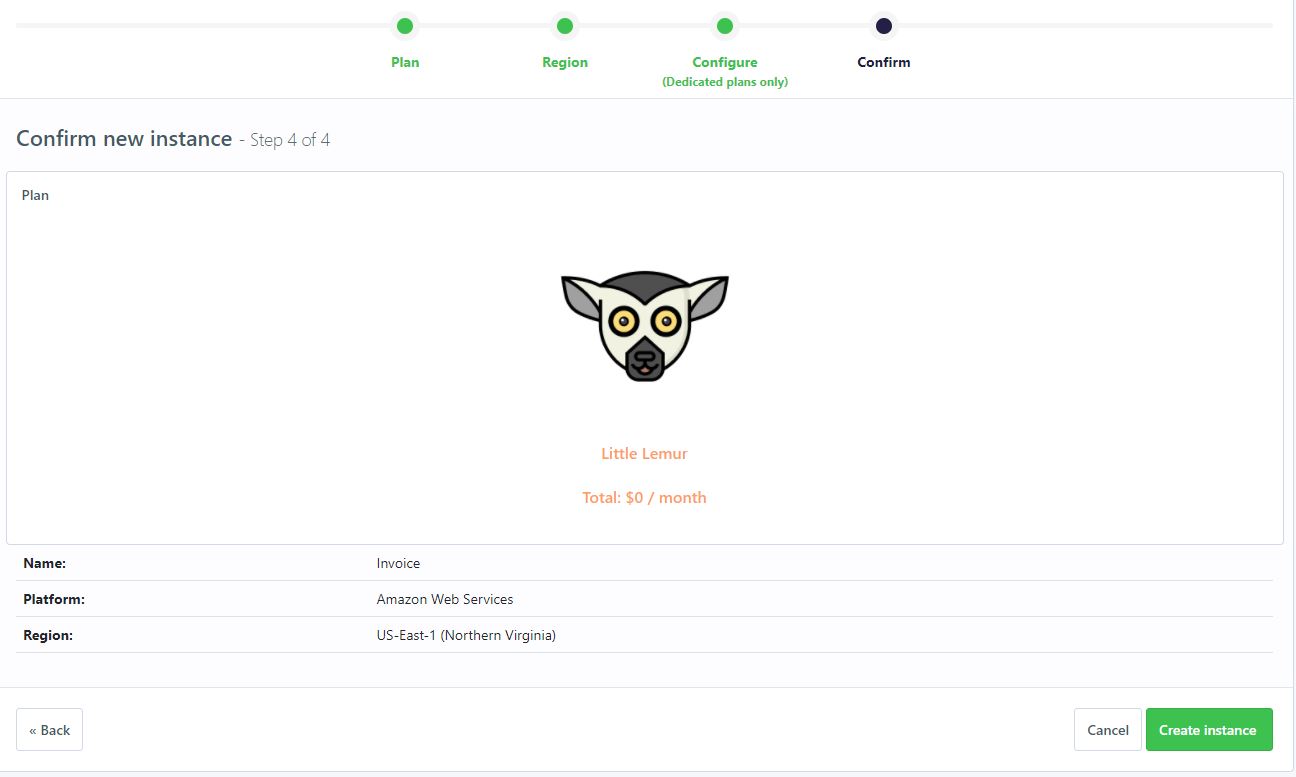 Plan
Region
Configure
(Dedicated plans only)
Confirm
Confirm new instance - Step 4 of 4
Plan
Little Lemur
Total: $0 / month
Name: Invoice
Platform: Amazon Web Services
Region: US-East-1 (Northern Virginia)
« Back
Cancel
Create instance